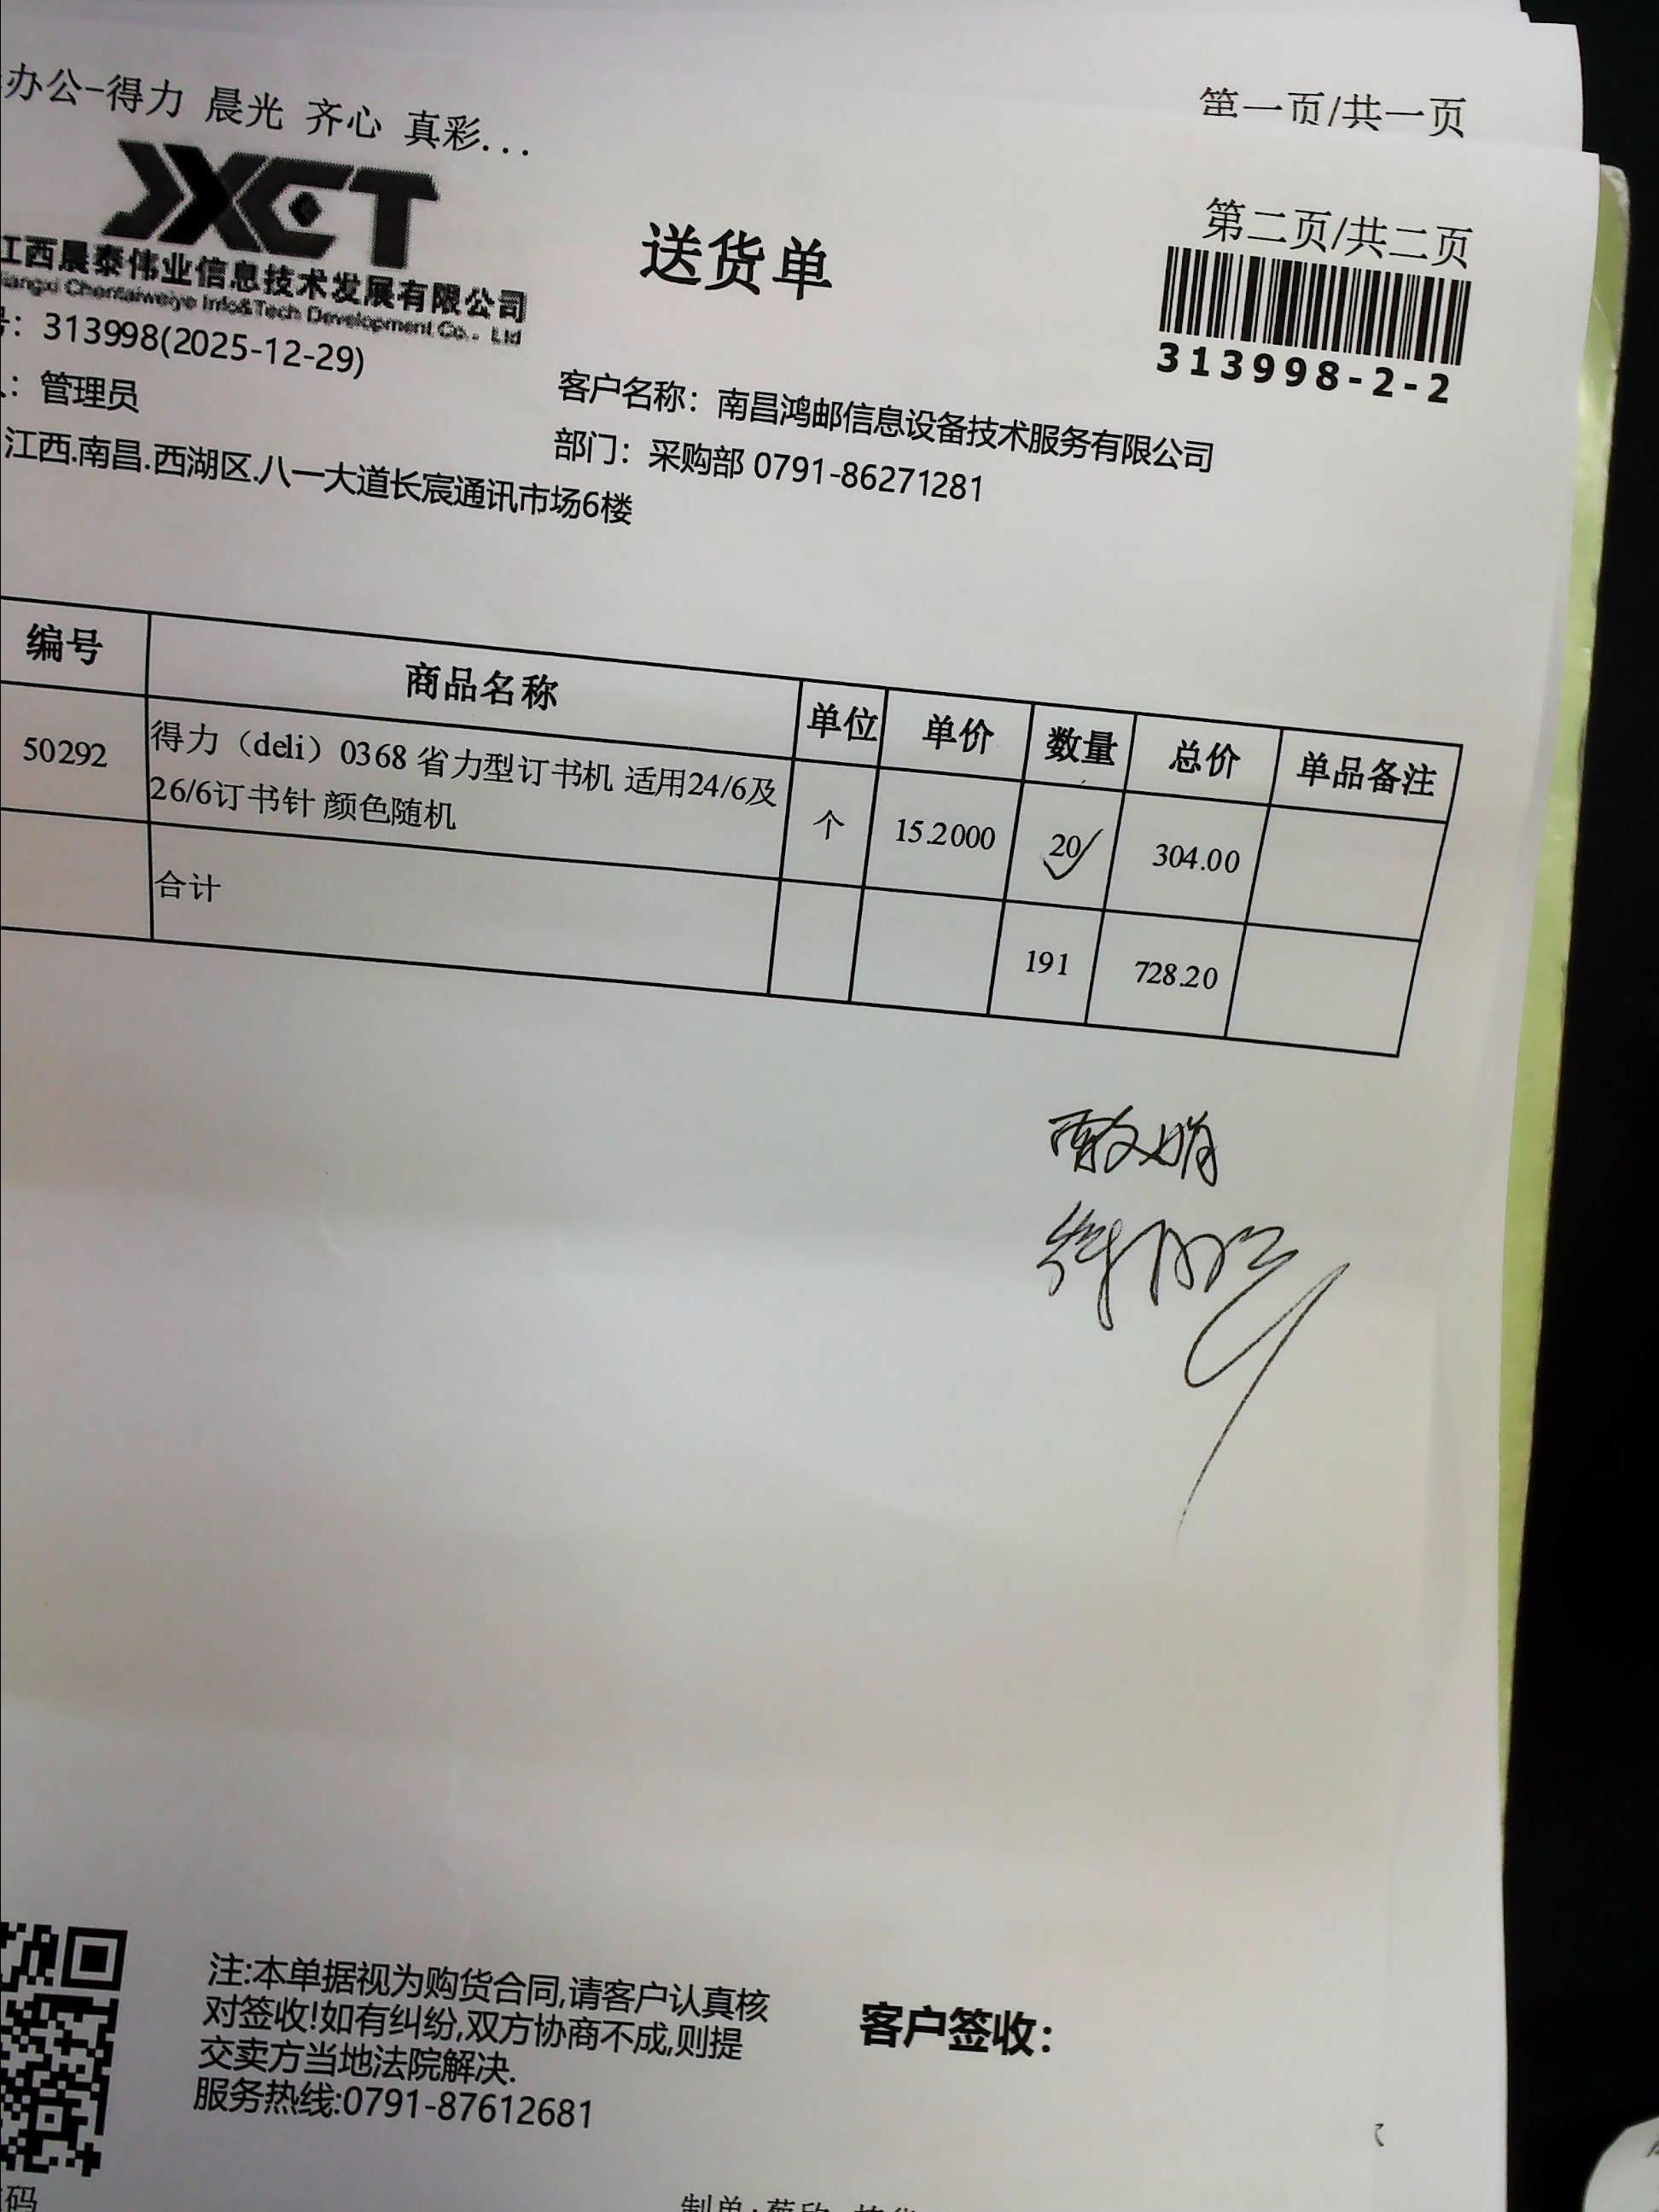 办公-得力 晨光 齐心 真彩...
第一页/共一页
第二页/共二页
JXCT
江西晨泰伟业信息技术发展有限公司
Jiangxi Chentaiweiye Info&Tech Development Co., Ltd
送货单
313998-2-2
号：313998(2025-12-29)
：管理员
客户名称：南昌鸿邮信息设备技术服务有限公司
部门：采购部 0791-86271281
江西.南昌.西湖区.八一大道长宸通讯市场6楼
编号 商品名称 单位 单价 数量 总价 单品备注
50292 得力（deli）0368 省力型订书机 适用24/6及
26/6订书针 颜色随机 个 15.2000 20 304.00
合计 191 728.20
注:本单据视为购货合同,请客户认真核
对签收!如有纠纷,双方协商不成,则提
交卖方当地法院解决.
服务热线:0791-87612681
客户签收：
码
制单: